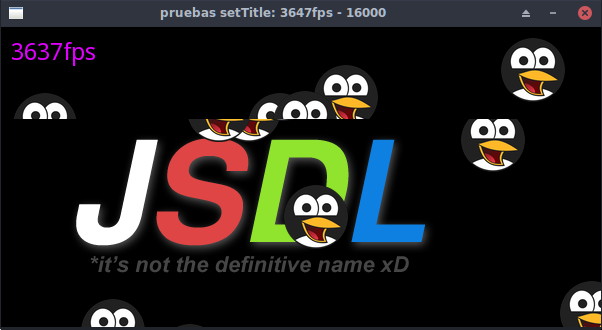 pruebas setTitle: 3647fps - 16000
3637fps
JSDL
*it's not the definitive name xD